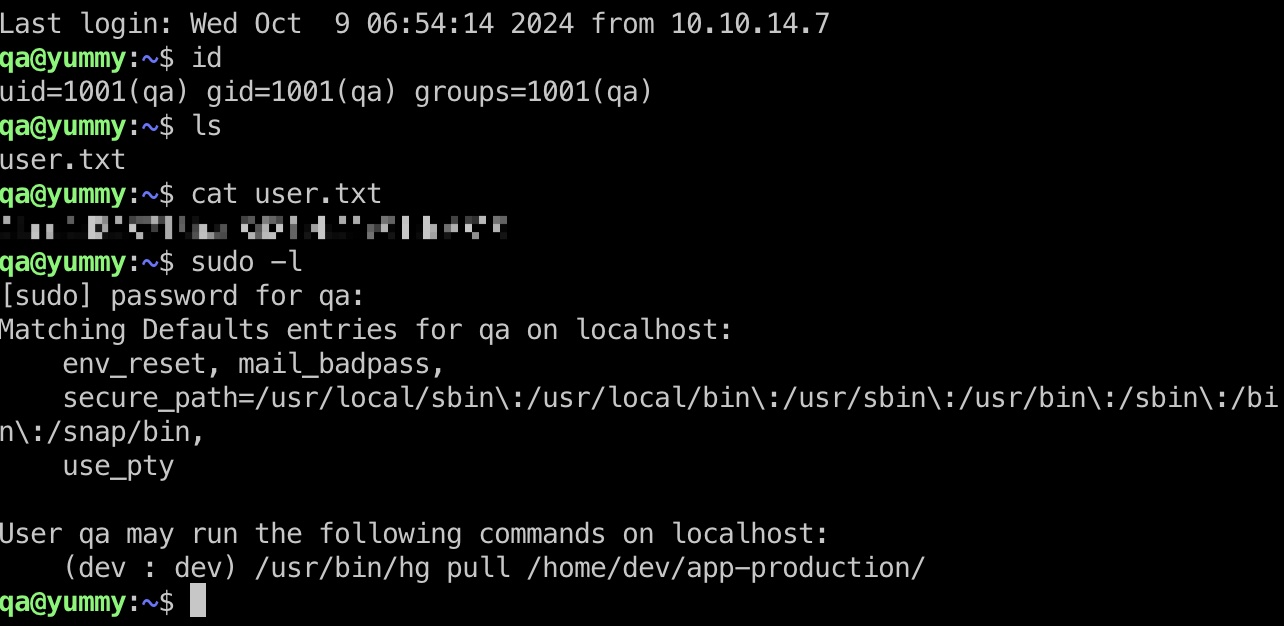 Last login: Wed Oct  9 06:54:14 2024 from 10.10.14.7
qa@yummy:~$ id
uid=1001(qa) gid=1001(qa) groups=1001(qa)
qa@yummy:~$ ls
user.txt
qa@yummy:~$ cat user.txt
qa@yummy:~$ sudo -l
[sudo] password for qa:
Matching Defaults entries for qa on localhost:
    env_reset, mail_badpass,
    secure_path=/usr/local/sbin\:/usr/local/bin\:/usr/sbin\:/usr/bin\:/sbin\:/bi
n\:/snap/bin,
    use_pty

User qa may run the following commands on localhost:
    (dev : dev) /usr/bin/hg pull /home/dev/app-production/
qa@yummy:~$